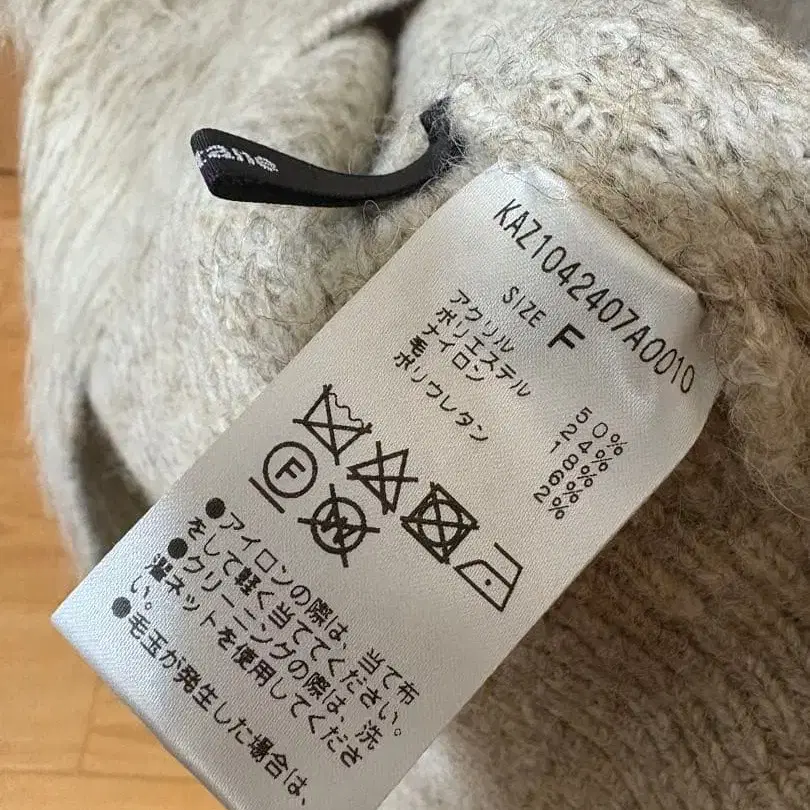 KAZ1042407A0010
SIZE F
アクリル 50%
ポリエステル 24%
ナイロン 18%
毛 6%
ポリウレタン 2%
F
W
●アイロンの際は、当て布
をして軽く当ててください。
●クリーニングの際は、洗
濯ネットを使用してくださ
い。
●毛玉が発生した場合は、